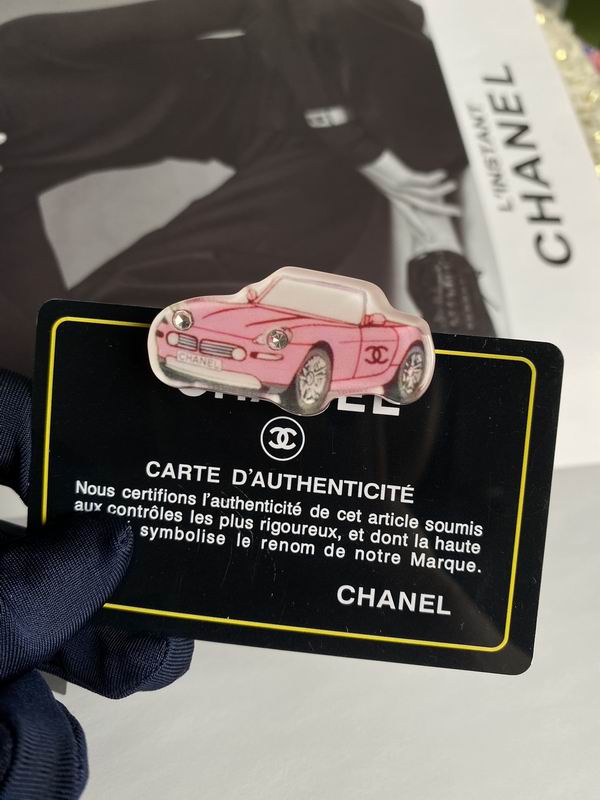 L'INSTANT
CHANEL
CHANEL
CARTE D'AUTHENTICITÉ
Nous certifions l'authenticité de cet article soumis
aux contrôles les plus rigoureux, et dont la haute
symbolise le renom de notre Marque.
CHANEL